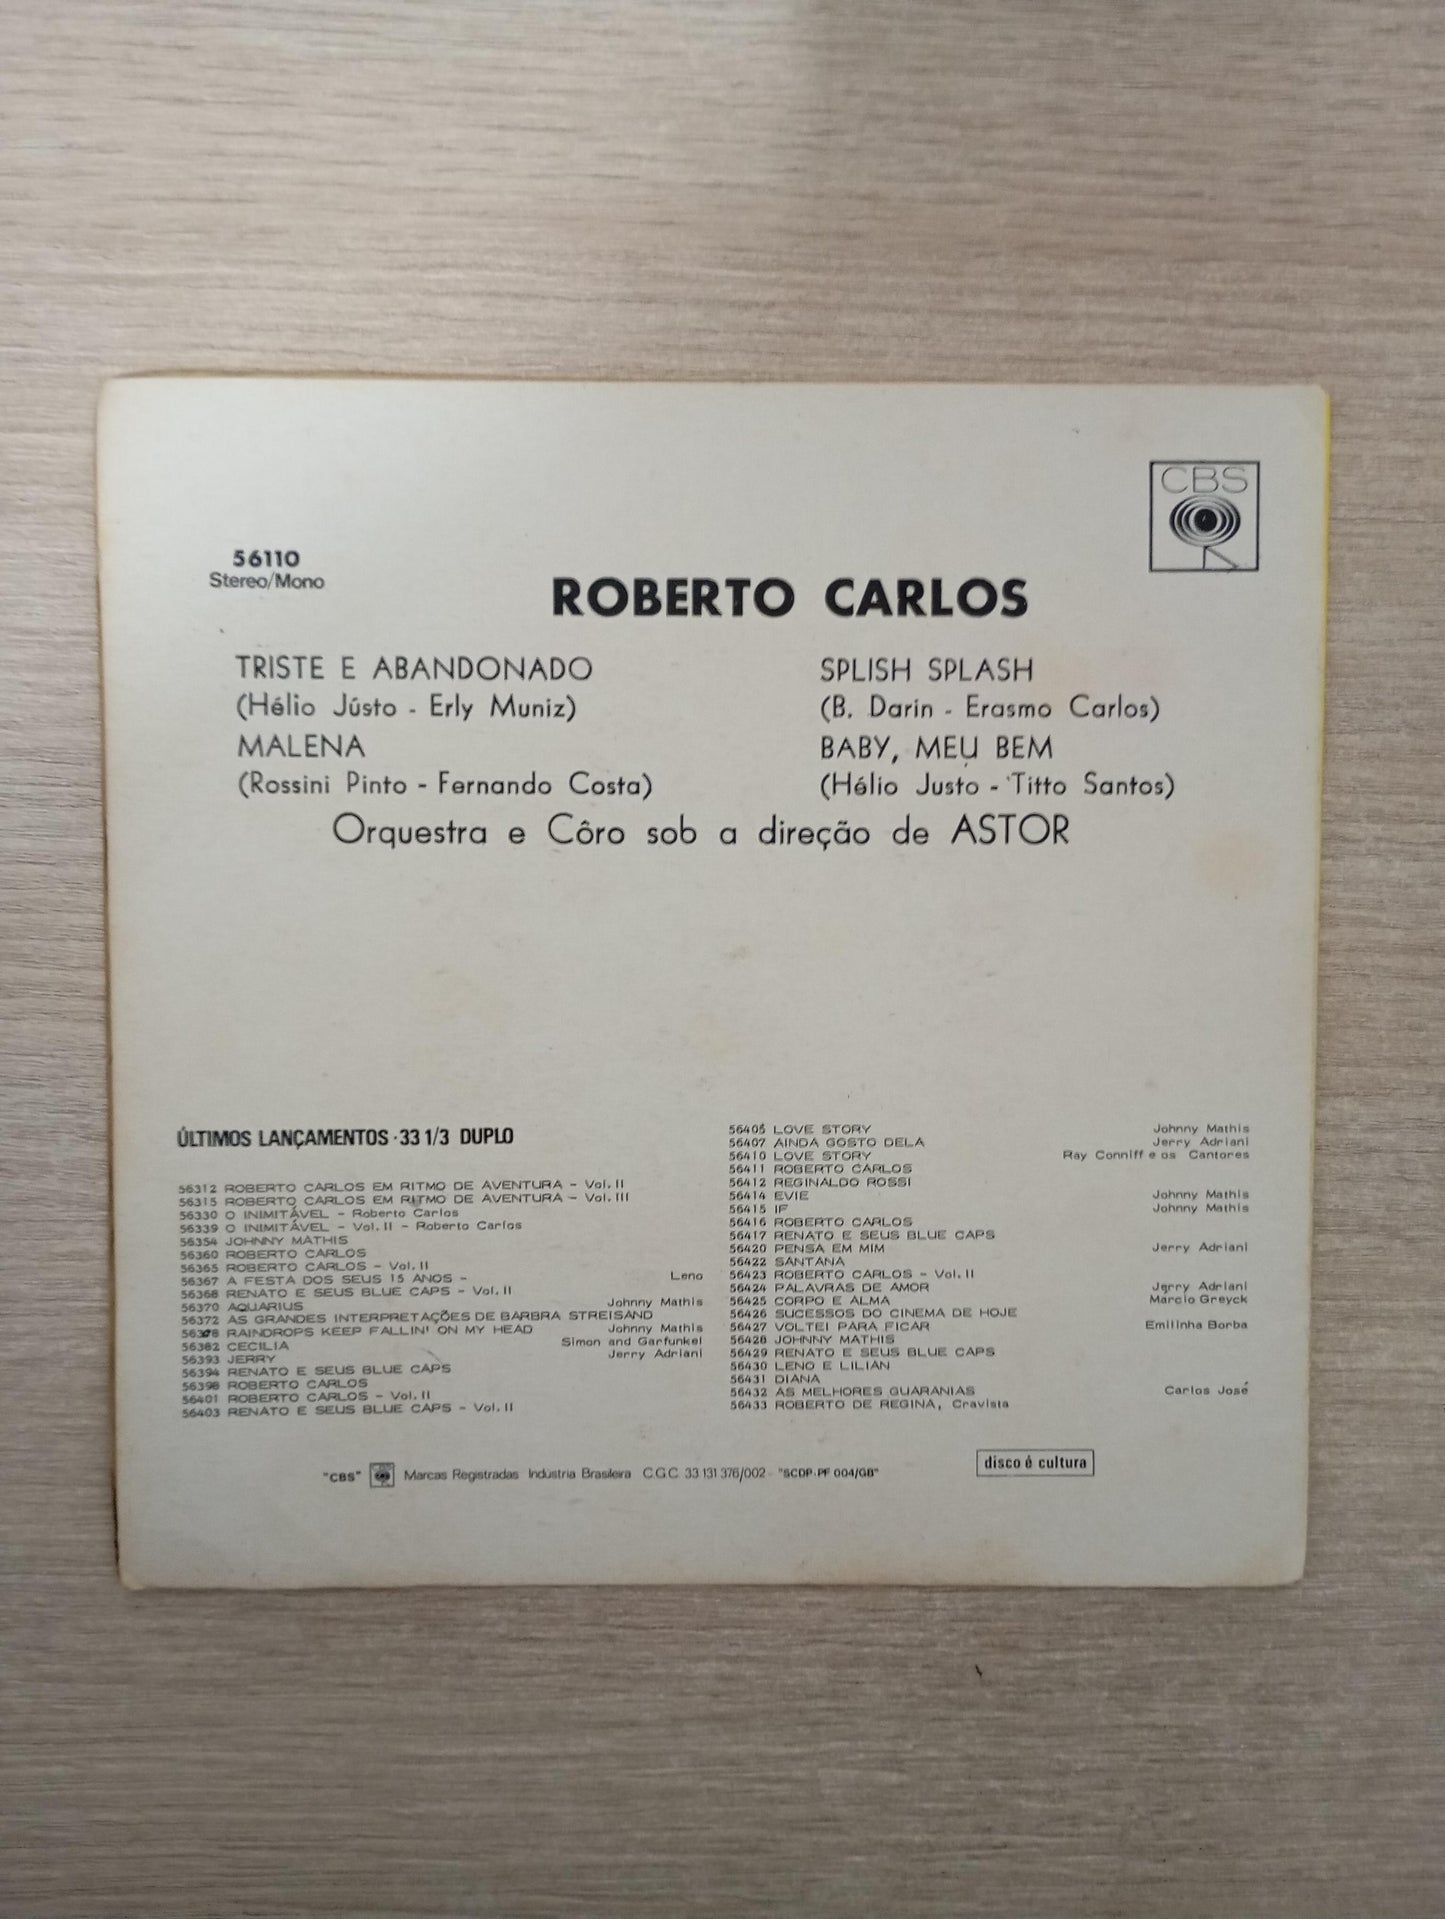 CBS
56110
Stereo/Mono
ROBERTO CARLOS
TRISTE E ABANDONADO
(Hélio Jústo - Erly Muniz)
MALENA
(Rossini Pinto - Fernando Costa)
SPLISH SPLASH
(B. Darin - Erasmo Carlos)
BABY, MEU BEM
(Hélio Justo - Titto Santos)
Orquestra e Côro sob a direção de ASTOR
ÚLTIMOS LANÇAMENTOS · 33 1/3 DUPLO
56312 ROBERTO CARLOS EM RITMO DE AVENTURA - Vol. II
56315 ROBERTO CARLOS EM RITMO DE AVENTURA - Vol. III
56330 O INIMITÁVEL - Roberto Carlos
56339 O INIMITÁVEL - Vol. II - Roberto Carlos
56354 JOHNNY MATHIS
56360 ROBERTO CARLOS
56365 ROBERTO CARLOS - Vol. II
56367 A FESTA DOS SEUS 15 ANOS - Leno
56368 RENATO E SEUS BLUE CAPS - Vol. II
56370 AQUARIUS Johnny Mathis
56372 AS GRANDES INTERPRETAÇÕES DE BARBRA STREISAND
56378 RAINDROPS KEEP FALLIN' ON MY HEAD Johnny Mathis
56382 CECILIA Simon and Garfunkel
56393 JERRY Jerry Adriani
56394 RENATO E SEUS BLUE CAPS
56398 ROBERTO CARLOS
56401 ROBERTO CARLOS - Vol. II
56403 RENATO E SEUS BLUE CAPS - Vol. II
56405 LOVE STORY Johnny Mathis
56407 AINDA GOSTO DELA Jerry Adriani
56410 LOVE STORY Ray Conniff e os Cantores
56411 ROBERTO CARLOS
56412 REGINALDO ROSSI
56414 EVIE Johnny Mathis
56415 IF Johnny Mathis
56416 ROBERTO CARLOS
56417 RENATO E SEUS BLUE CAPS
56420 PENSA EM MIM Jerry Adriani
56422 SANTANA
56423 ROBERTO CARLOS - Vol. II
56424 PALAVRAS DE AMOR Jerry Adriani
56425 CORPO E ALMA Marcio Greyck
56426 SUCESSOS DO CINEMA DE HOJE
56427 VOLTEI PARA FICAR Emilinha Borba
56428 JOHNNY MATHIS
56429 RENATO E SEUS BLUE CAPS
56430 LENO E LILIAN
56431 DIANA
56432 AS MELHORES GUARANIAS Carlos José
56433 ROBERTO DE REGINA, Cravista
"CBS" Marcas Registradas Indústria Brasileira C.G.C. 33 131 376/002 - "SCDP-PF 004/GB"
disco é cultura